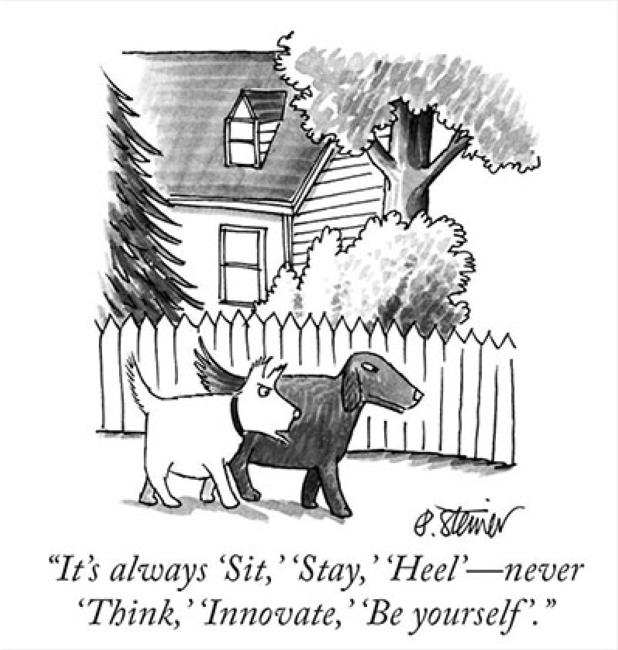 P. Steiner
“It’s always ‘Sit,’ ‘Stay,’ ‘Heel’—never
‘Think,’ ‘Innovate,’ ‘Be yourself’.”